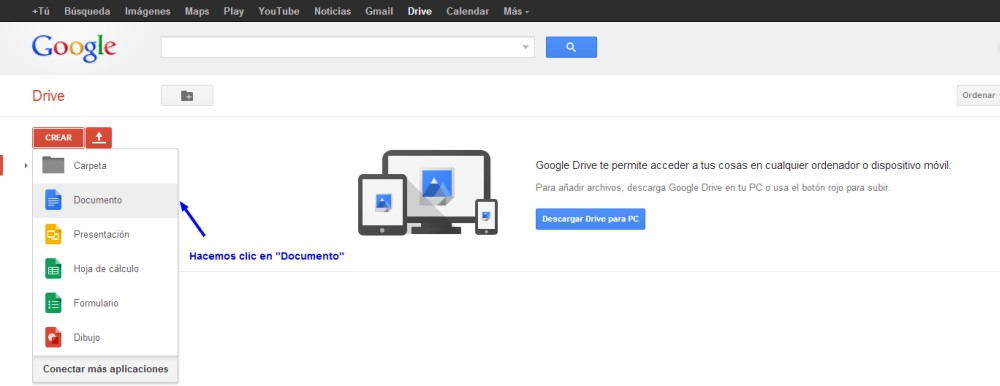 +Tú Búsqueda Imágenes Maps Play YouTube Noticias Gmail Drive Calendar Más
Google
Drive
Ordenar
CREAR
Carpeta
Documento
Presentación
Hoja de cálculo
Formulario
Dibujo
Conectar más aplicaciones
Hacemos clic en "Documento"
Google Drive te permite acceder a tus cosas en cualquier ordenador o dispositivo móvil.
Para añadir archivos, descarga Google Drive en tu PC o usa el botón rojo para subir.
Descargar Drive para PC